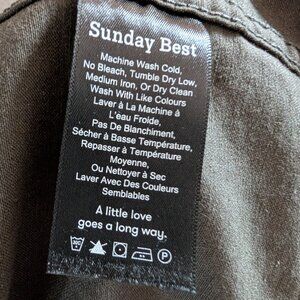 Sunday Best
Machine Wash Cold,
No Bleach, Tumble Dry Low,
Medium Iron, Or Dry Clean
Wash With Like Colours
Laver à La Machine à
L'eau Froide,
Pas De Blanchiment,
Sécher à Basse Température,
Repasser à Température
Moyenne,
Ou Nettoyer à Sec
Laver Avec Des Couleurs
Semblables
A little love
goes a long way.
30C
P